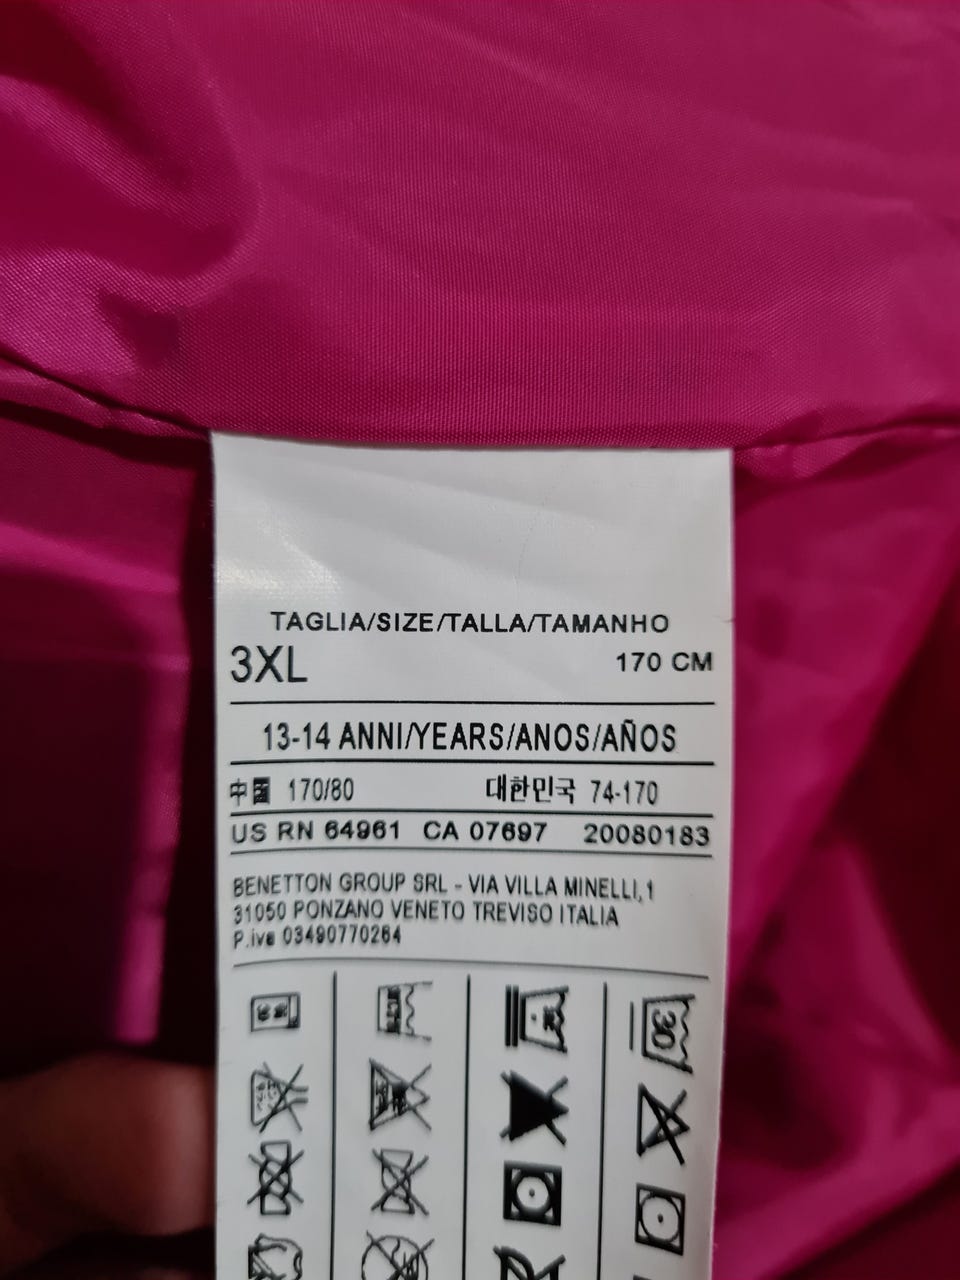 TAGLIA/SIZE/TALLA/TAMANHO
3XL 170 CM
13-14 ANNI/YEARS/ANOS/AÑOS
中國 170/80 대한민국 74-170
US RN 64961 CA 07697 20080183
BENETTON GROUP SRL - VIA VILLA MINELLI,1
31050 PONZANO VENETO TREVISO ITALIA
P.iva 03490770264
30